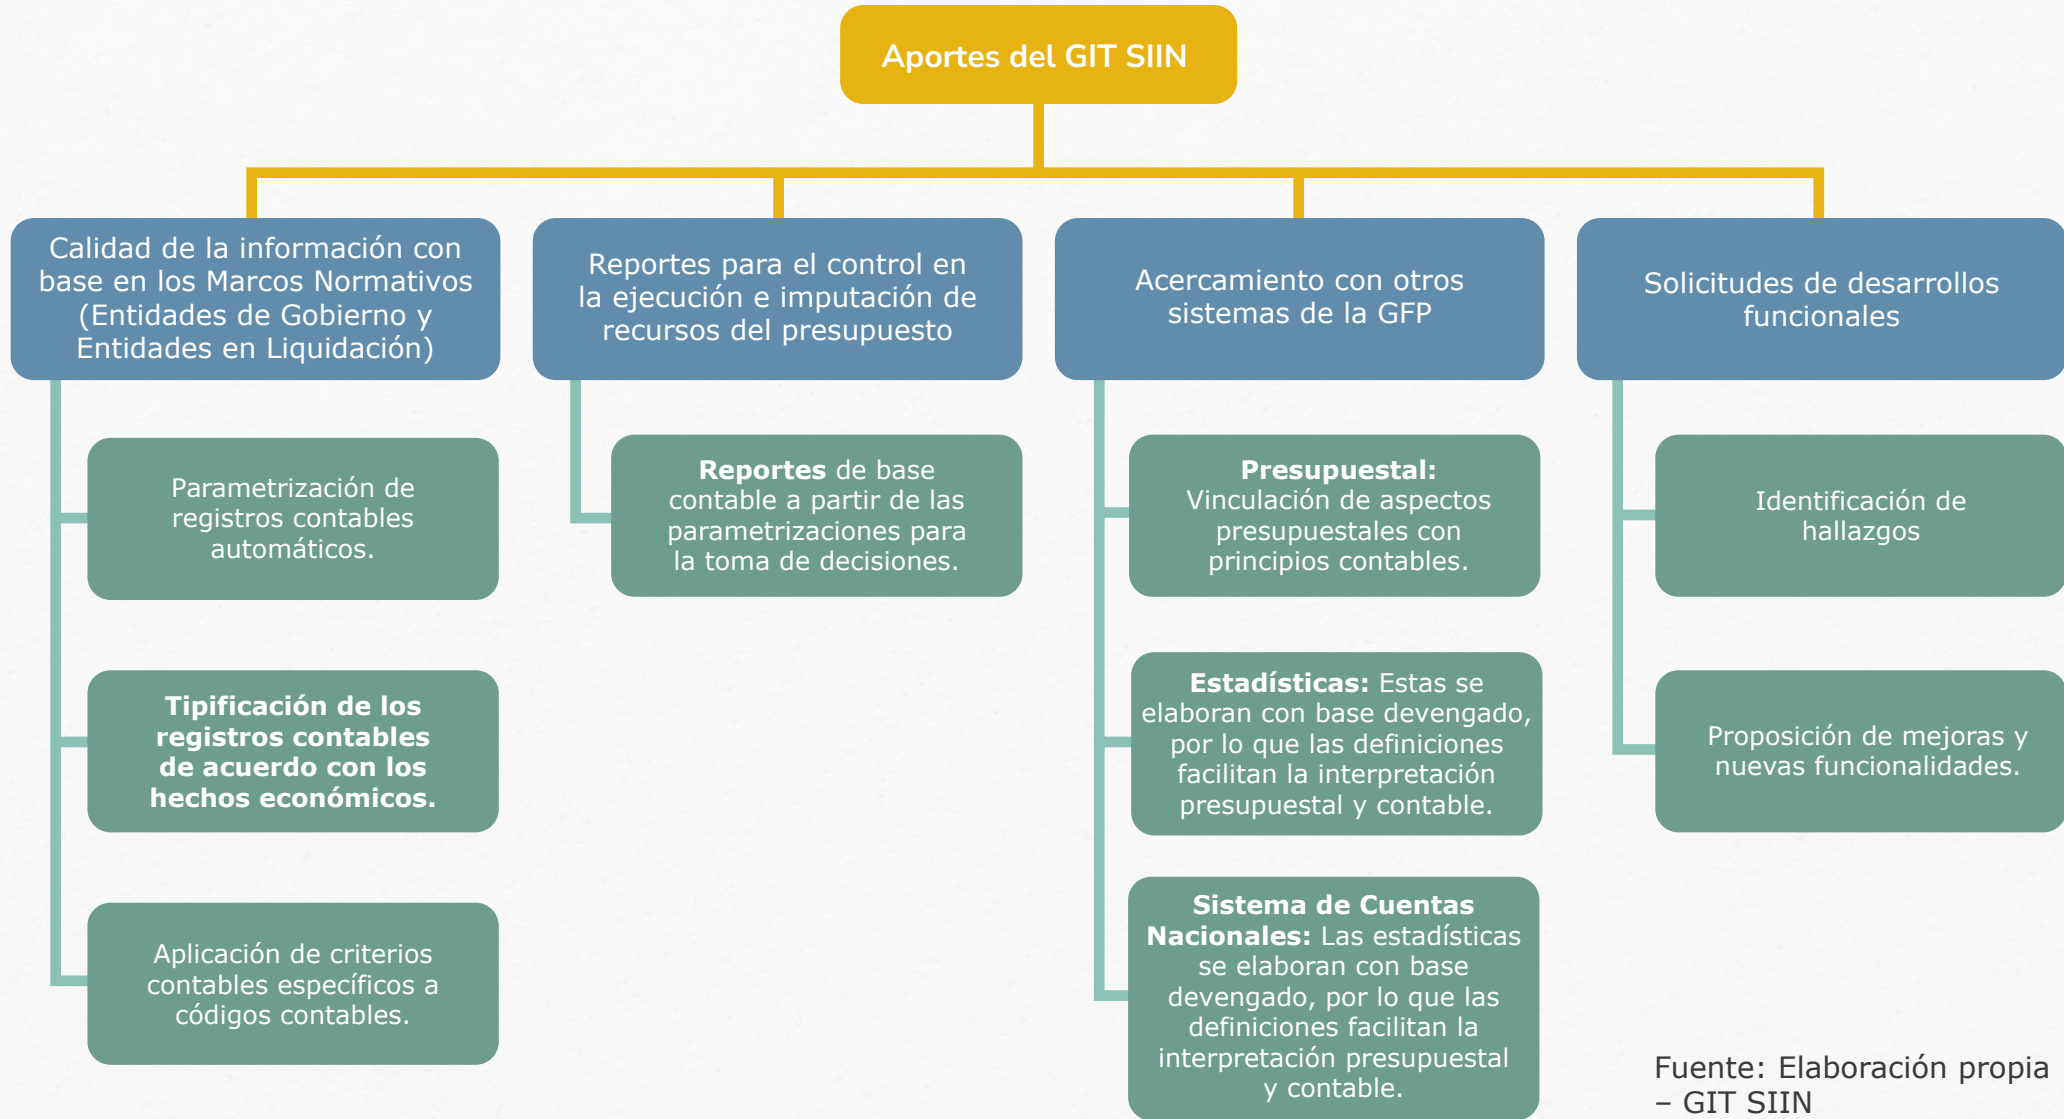 Aportes del GIT SIIN
Calidad de la información con
base en los Marcos Normativos
(Entidades de Gobierno y
Entidades en Liquidación)
Parametrización de
registros contables
automáticos.
Tipificación de los
registros contables
de acuerdo con los
hechos económicos.
Aplicación de criterios
contables específicos a
códigos contables.
Reportes para el control en
la ejecución e imputación de
recursos del presupuesto
Reportes de base
contable a partir de las
parametrizaciones para
la toma de decisiones.
Acercamiento con otros
sistemas de la GFP
Presupuestal:
Vinculación de aspectos
presupuestales con
principios contables.
Estadísticas: Estas se
elaboran con base devengado,
por lo que las definiciones
facilitan la interpretación
presupuestal y contable.
Sistema de Cuentas
Nacionales: Las estadísticas
se elaboran con base
devengado, por lo que las
definiciones facilitan la
interpretación presupuestal
y contable.
Solicitudes de desarrollos
funcionales
Identificación de
hallazgos
Proposición de mejoras y
nuevas funcionalidades.
Fuente: Elaboración propia
– GIT SIIN